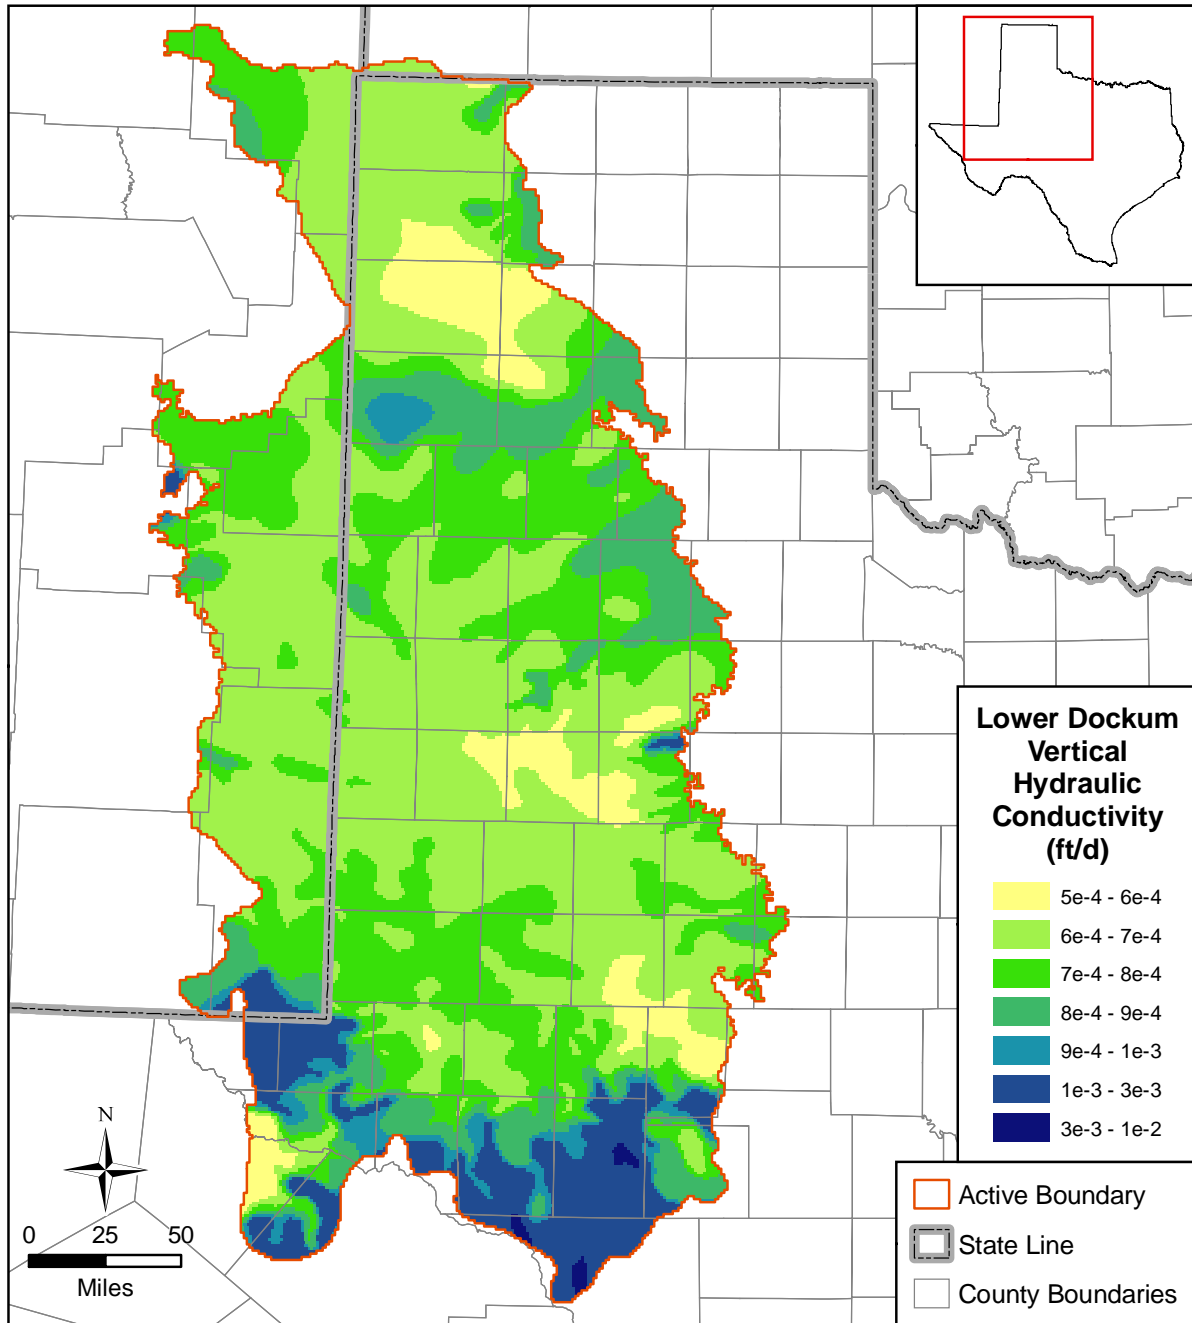 Lower Dockum
Vertical
Hydraulic
Conductivity
(ft/d)
5e-4 - 6e-4
6e-4 - 7e-4
7e-4 - 8e-4
8e-4 - 9e-4
9e-4 - 1e-3
1e-3 - 3e-3
3e-3 - 1e-2
N
0 25 50
Miles
Active Boundary
State Line
County Boundaries